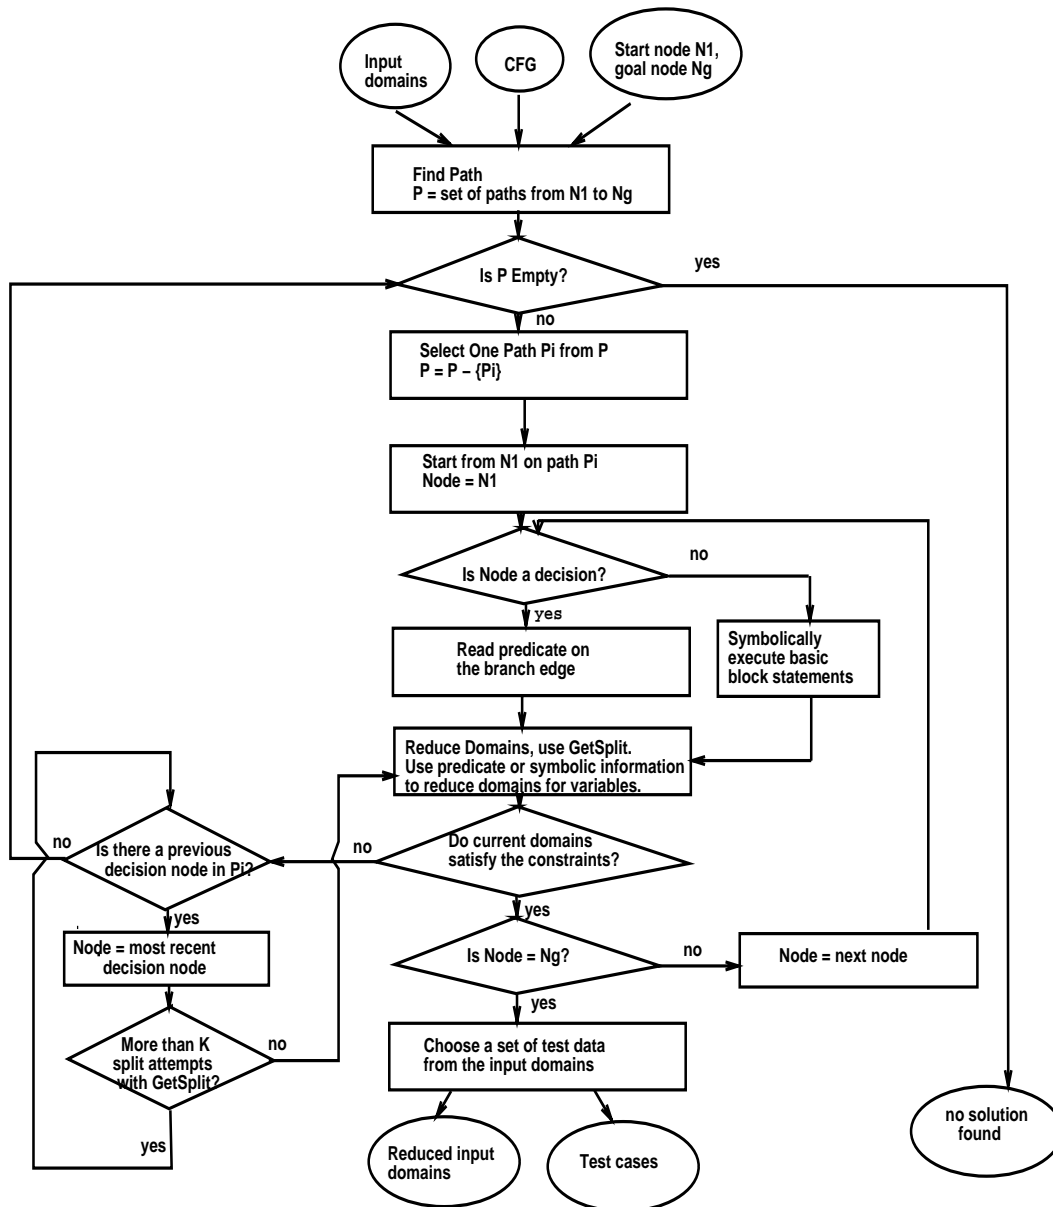 Input
domains
CFG
Start node N1,
goal node Ng
Find Path
P = set of paths from N1 to Ng
Is P Empty?
yes
no
Select One Path Pi from P
P = P – {Pi}
Start from N1 on path Pi
Node = N1
Is Node a decision?
no
yes
Read predicate on
the branch edge
Symbolically
execute basic
block statements
Reduce Domains, use GetSplit.
Use predicate or symbolic information
to reduce domains for variables.
Do current domains
satisfy the constraints?
no
yes
Is there a previous
decision node in Pi?
no
yes
Node = most recent
decision node
More than K
split attempts
with GetSplit?
no
yes
Is Node = Ng?
no
yes
Node = next node
Choose a set of test data
from the input domains
Reduced input
domains
Test cases
no solution
found